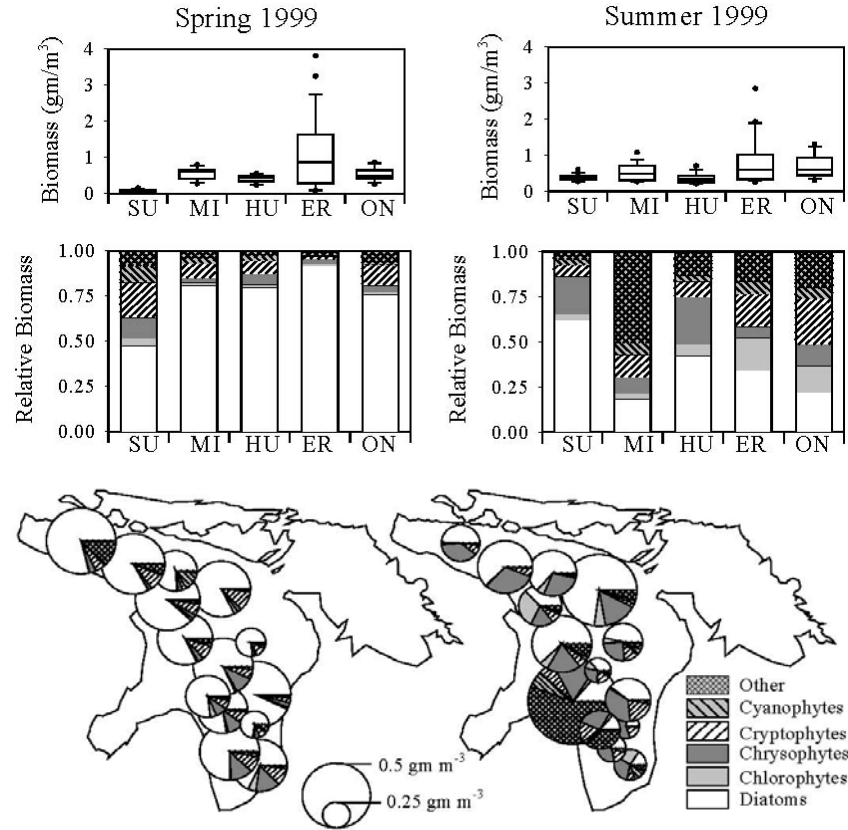 Spring 1999
Summer 1999
Biomass (gm/m³)
4
3
2
1
0
SU MI HU ER ON
Biomass (gm/m³)
4
3
2
1
0
SU MI HU ER ON
Relative Biomass
1.00
0.75
0.50
0.25
0.00
SU MI HU ER ON
Relative Biomass
1.00
0.75
0.50
0.25
0.00
SU MI HU ER ON
0.5 gm m⁻³
0.25 gm m⁻³
Other
Cyanophytes
Cryptophytes
Chrysophytes
Chlorophytes
Diatoms